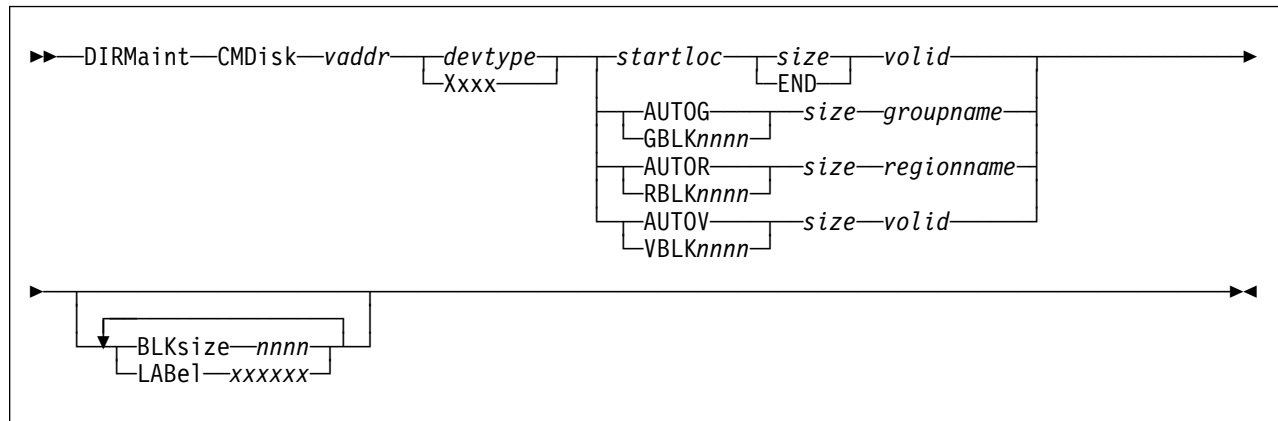 DIRMaint CMDisk vaddr devtype startloc size volid
Xxxx END
AUTOG size groupname
GBLKnnnn
AUTOR size regionname
RBLKnnnn
AUTOV size volid
VBLKnnnn
BLKsize nnnn
LABel xxxxxx